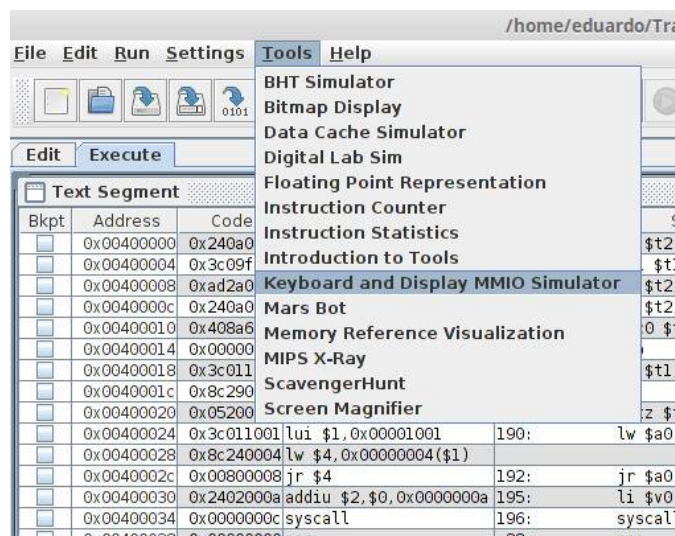 /home/eduardo/Tra
File Edit Run Settings Tools Help
BHT Simulator
Bitmap Display
Data Cache Simulator
Digital Lab Sim
Floating Point Representation
Instruction Counter
Instruction Statistics
Introduction to Tools
Keyboard and Display MMIO Simulator
Mars Bot
Memory Reference Visualization
MIPS X-Ray
ScavengerHunt
Screen Magnifier
0101
Edit Execute
Text Segment
Bkpt Address Code S
0x00400000 0x240a0 $t2
0x00400004 0x3c09f $t1
0x00400008 0xad2a0 $t2
0x0040000c 0x240a0 $t2
0x00400010 0x408a6 :0 $t
0x00400014 0x00000
0x00400018 0x3c011 $t1
0x0040001c 0x8c290
0x00400020 0x05200 :z $t
0x00400024 0x3c011001 lui $1,0x00001001 190: lw $a0
0x00400028 0x8c240004 lw $4,0x00000004($1)
0x0040002c 0x00800008 jr $4 192: jr $a0
0x00400030 0x2402000a addiu $2,$0,0x0000000a 195: li $v0
0x00400034 0x0000000c syscall 196: syscall